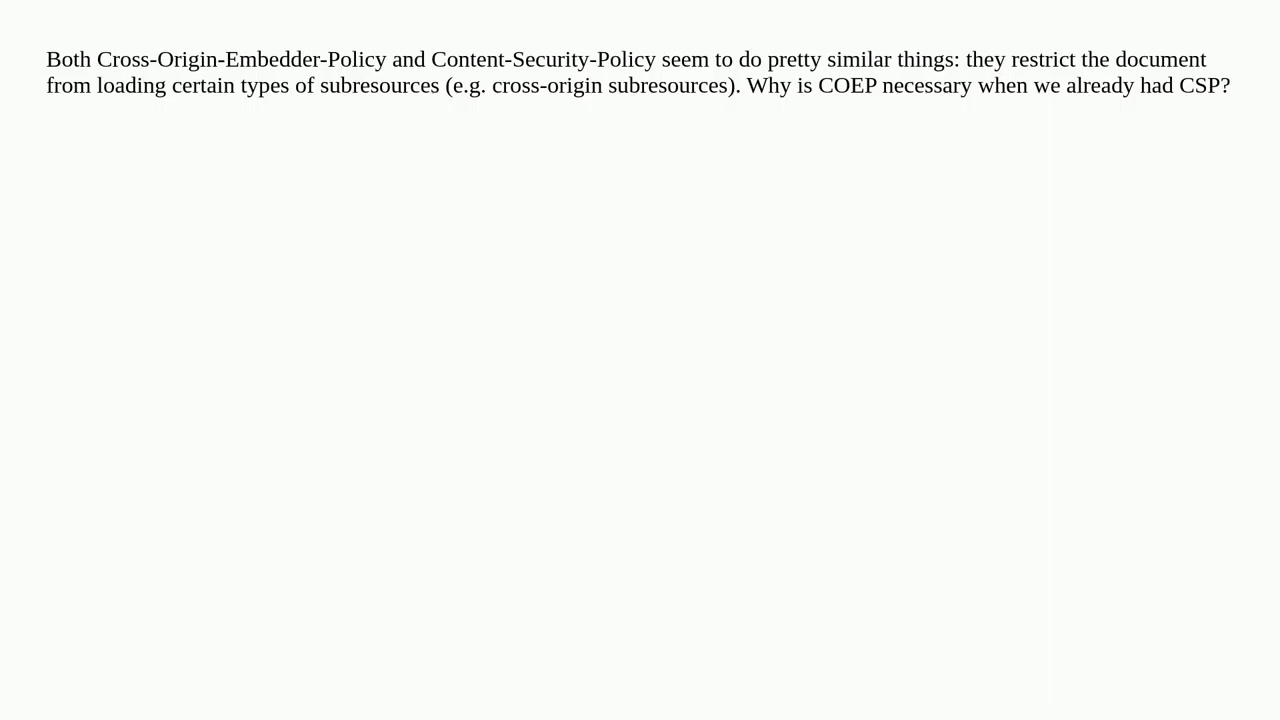 Both Cross-Origin-Embedder-Policy and Content-Security-Policy seem to do pretty similar things: they restrict the document
from loading certain types of subresources (e.g. cross-origin subresources). Why is COEP necessary when we already had CSP?